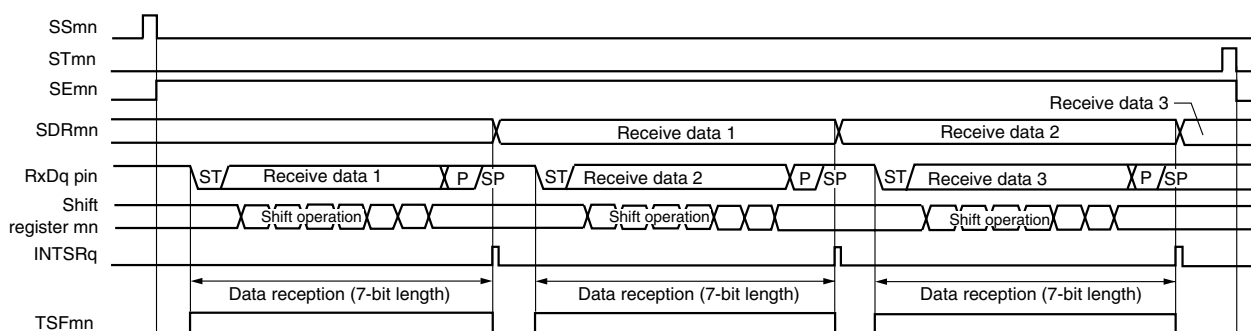 SSmn
STmn
SEmn
Receive data 3
SDRmn Receive data 1 Receive data 2
RxDq pin ST Receive data 1 P SP ST Receive data 2 P SP ST Receive data 3 P SP
Shift
register mn Shift operation Shift operation Shift operation
INTSRq
Data reception (7-bit length) Data reception (7-bit length) Data reception (7-bit length)
TSFmn